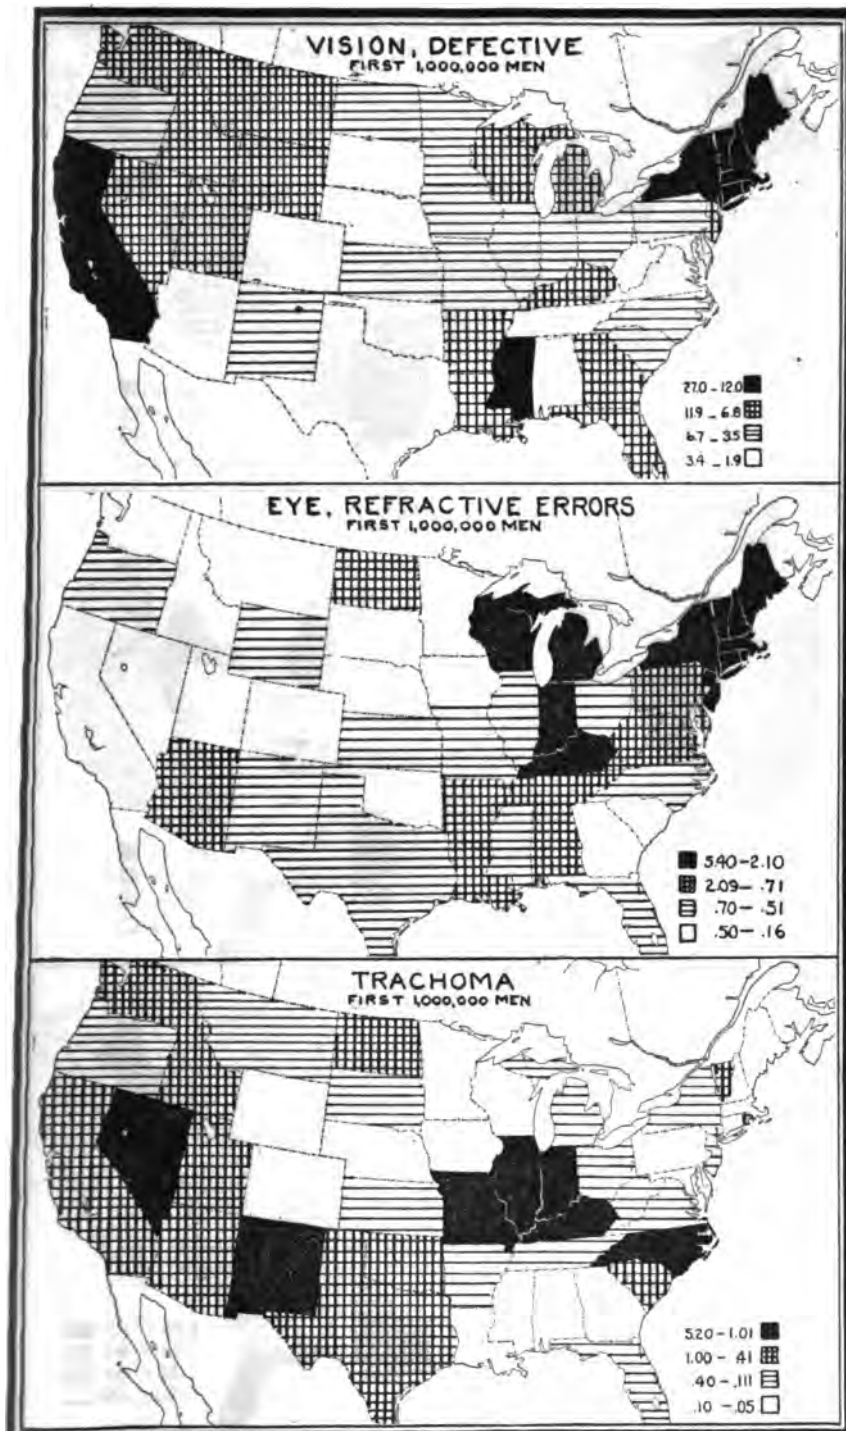 VISION, DEFECTIVE
FIRST 1,000,000 MEN
27.0 - 12.0
11.9 - 6.8
6.7 - 3.5
3.4 - 1.9
EYE, REFRACTIVE ERRORS
FIRST 1,000,000 MEN
5.40 - 2.10
2.09 - .71
.70 - .51
.50 - .16
TRACHOMA
FIRST 1,000,000 MEN
5.20 - 1.01
1.00 - .41
.40 - .111
.10 - .05